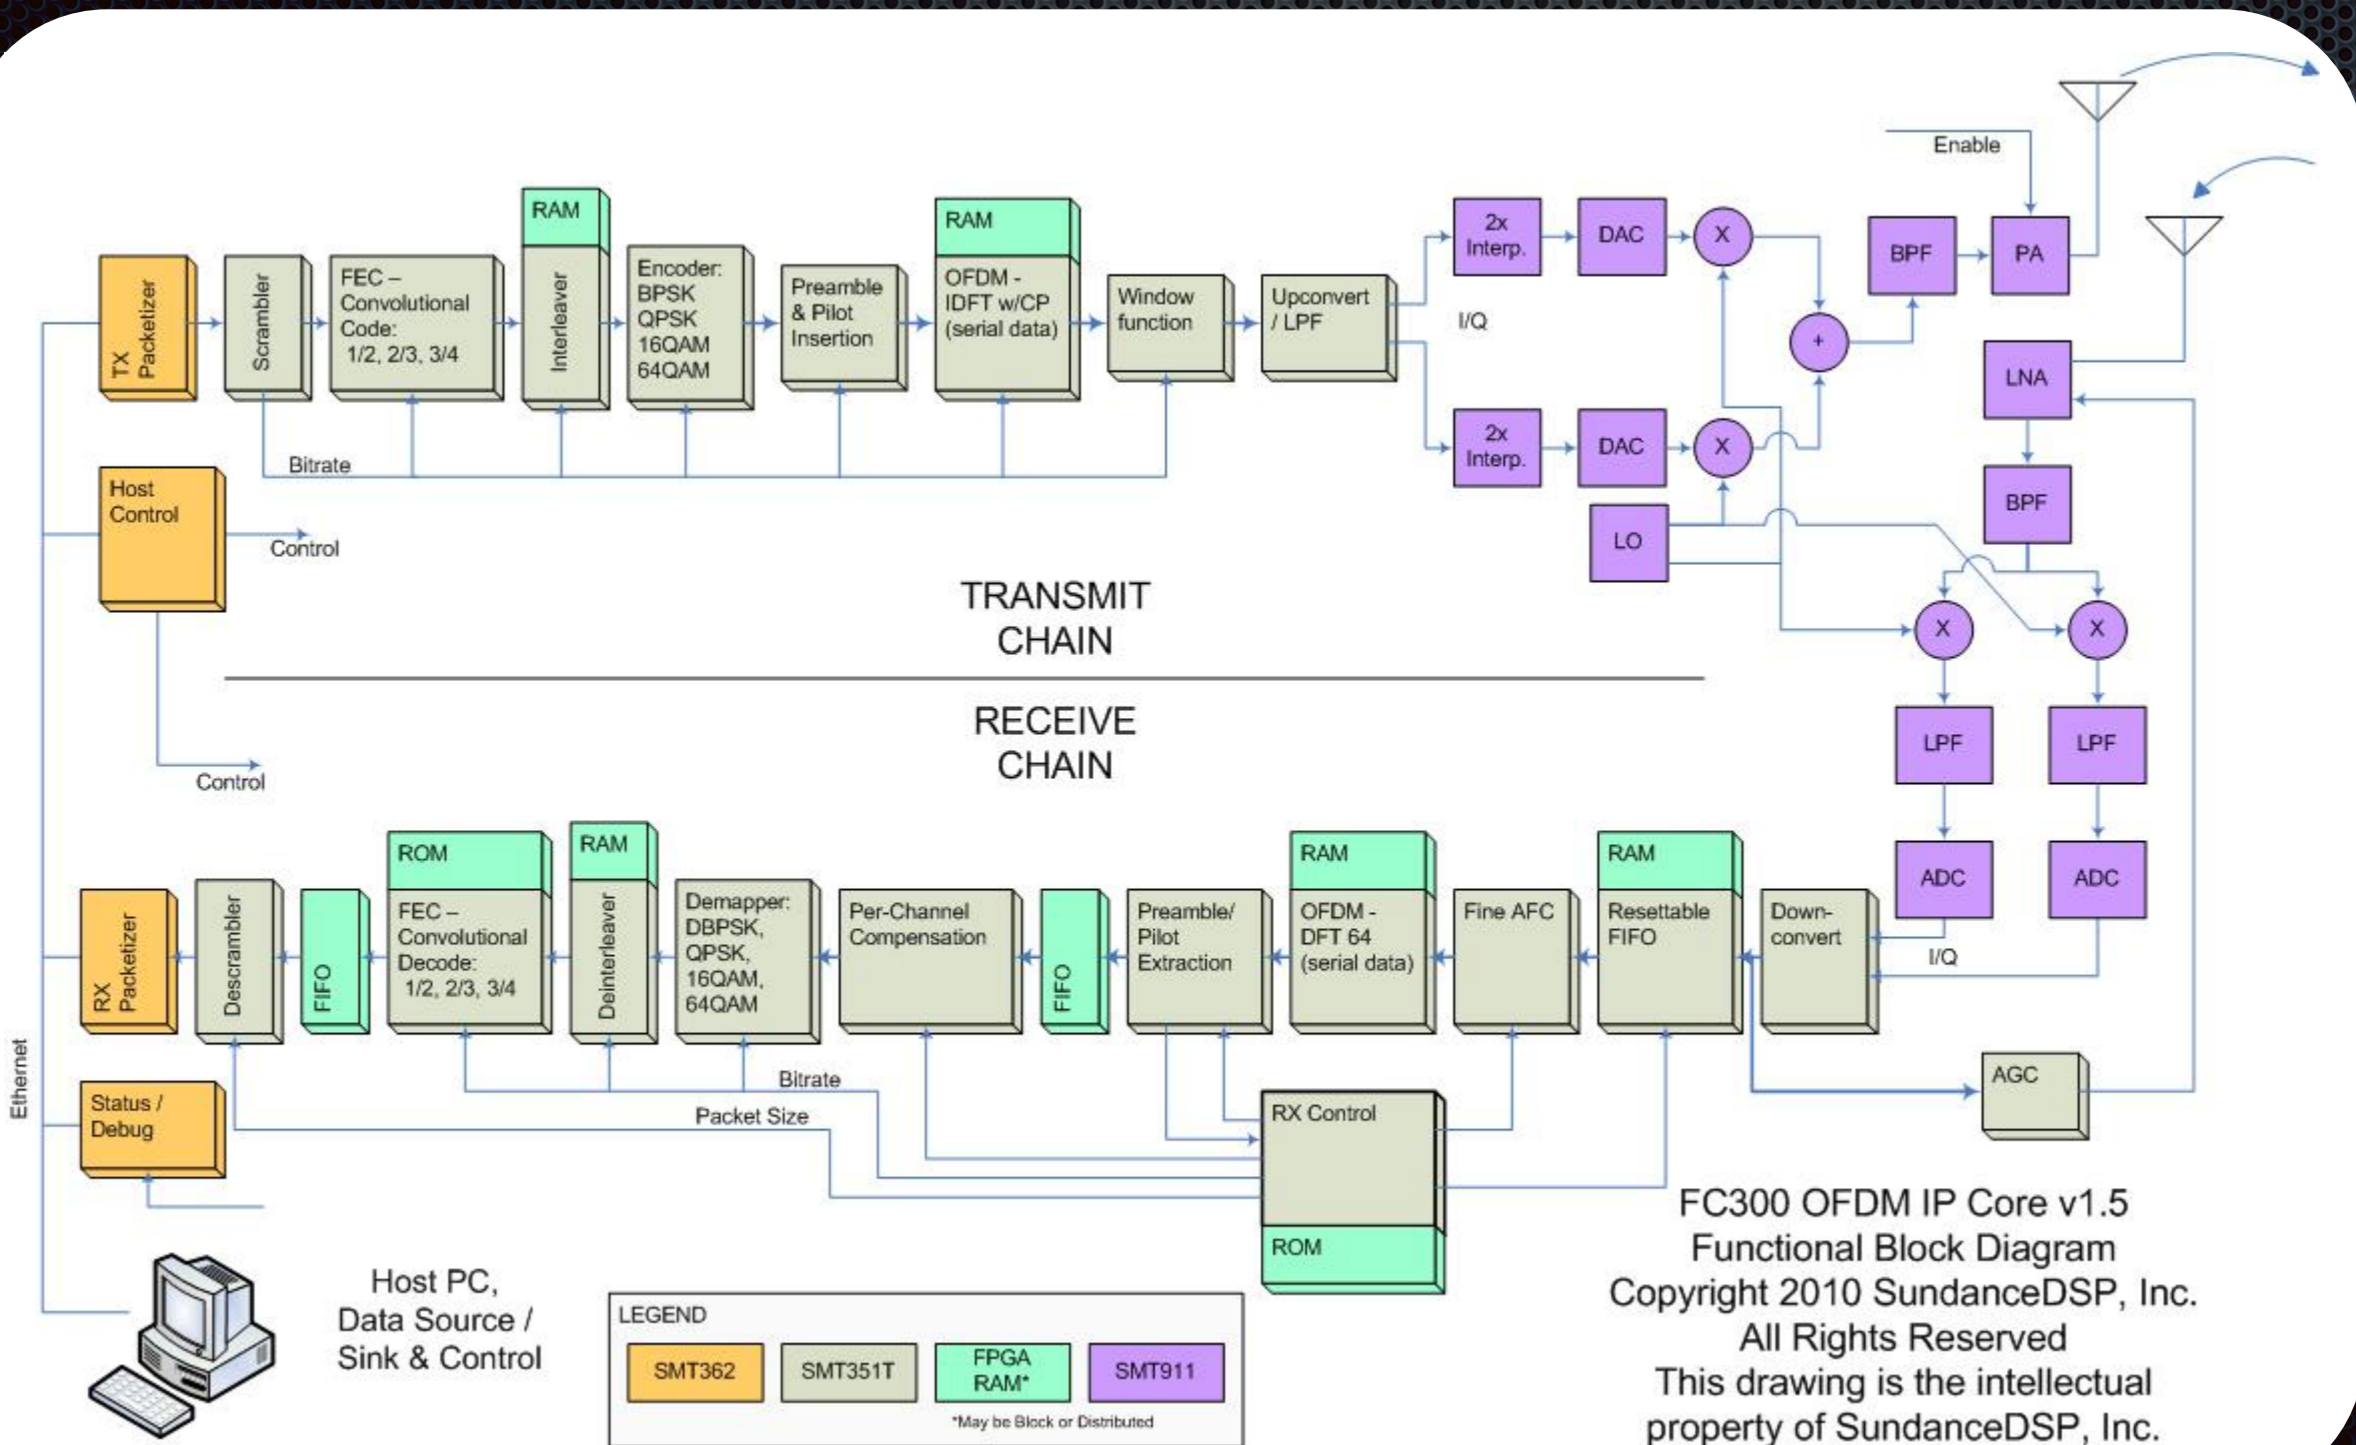 Enable
RAM
RAM
2x
Interp.
DAC
X
BPF
PA
TX
Packetizer
Scrambler
FEC –
Convolutional
Code:
1/2, 2/3, 3/4
Interleaver
Encoder:
BPSK
QPSK
16QAM
64QAM
Preamble
& Pilot
Insertion
OFDM -
IDFT w/CP
(serial data)
Window
function
Upconvert
/ LPF
I/Q
+
LNA
2x
Interp.
DAC
X
Bitrate
Host
Control
Control
LO
BPF
TRANSMIT
CHAIN
X
X
RECEIVE
CHAIN
LPF
LPF
Control
ROM
RAM
RAM
RAM
ADC
ADC
RX
Packetizer
Descrambler
FIFO
FEC –
Convolutional
Decode:
1/2, 2/3, 3/4
Deinterleaver
Demapper:
DBPSK,
QPSK,
16QAM,
64QAM
Per-Channel
Compensation
FIFO
Preamble/
Pilot
Extraction
OFDM -
DFT 64
(serial data)
Fine AFC
Resettable
FIFO
Down-
convert
I/Q
Ethernet
Status /
Debug
Bitrate
Packet Size
RX Control
ROM
AGC
Host PC,
Data Source /
Sink & Control
LEGEND
SMT362
SMT351T
FPGA
RAM*
SMT911
*May be Block or Distributed
FC300 OFDM IP Core v1.5
Functional Block Diagram
Copyright 2010 SundanceDSP, Inc.
All Rights Reserved
This drawing is the intellectual
property of SundanceDSP, Inc.